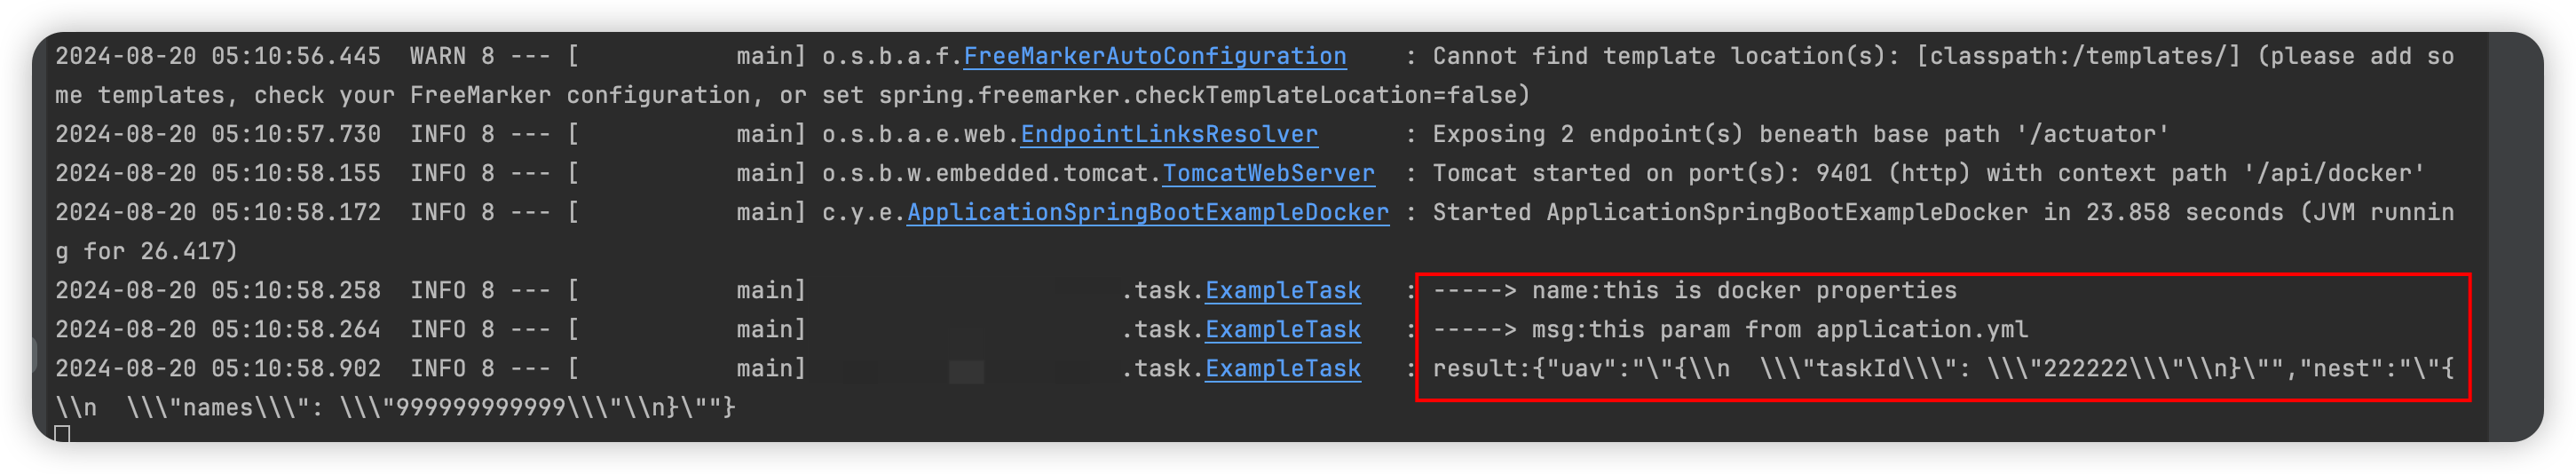 2024-08-20 05:10:56.445  WARN 8 --- [           main] o.s.b.a.f.FreeMarkerAutoConfiguration    : Cannot find template location(s): [classpath:/templates/] (please add so
me templates, check your FreeMarker configuration, or set spring.freemarker.checkTemplateLocation=false)
2024-08-20 05:10:57.730  INFO 8 --- [           main] o.s.b.a.e.web.EndpointLinksResolver      : Exposing 2 endpoint(s) beneath base path '/actuator'
2024-08-20 05:10:58.155  INFO 8 --- [           main] o.s.b.w.embedded.tomcat.TomcatWebServer  : Tomcat started on port(s): 9401 (http) with context path '/api/docker'
2024-08-20 05:10:58.172  INFO 8 --- [           main] c.y.e.ApplicationSpringBootExampleDocker : Started ApplicationSpringBootExampleDocker in 23.858 seconds (JVM runnin
g for 26.417)
2024-08-20 05:10:58.258  INFO 8 --- [           main]                      .task.ExampleTask   : -----> name:this is docker properties
2024-08-20 05:10:58.264  INFO 8 --- [           main]                      .task.ExampleTask   : -----> msg:this param from application.yml
2024-08-20 05:10:58.902  INFO 8 --- [           main]                      .task.ExampleTask   : result:{"uav":"\"{\\n  \\\"taskId\\\": \\\"222222\\\"\\n}\"","nest":"\"{
\\n  \\\"names\\\": \\\"999999999999\\\"\\n}\""}